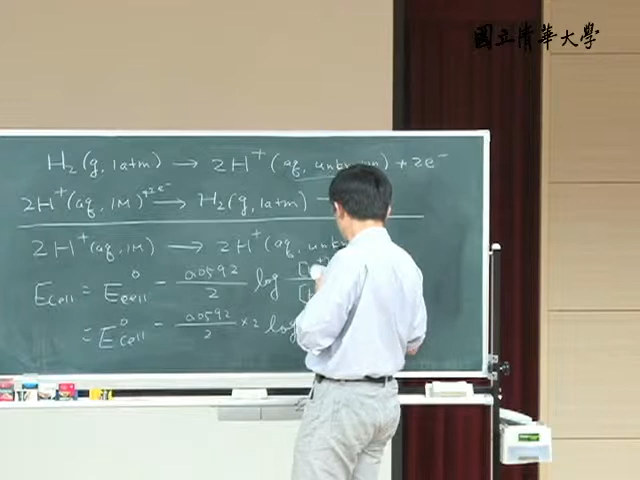 國立清華大學
H₂(g, 1atm) → 2H⁺(aq, unknown) + 2e⁻
2H⁺(aq, 1M) +2e⁻ → H₂(g, 1atm)
2H⁺(aq, 1M) → 2H⁺(aq, unk
E cell = E° cell − 0.0592/2 log [
= E° cell − 0.0592/2 × 2 log